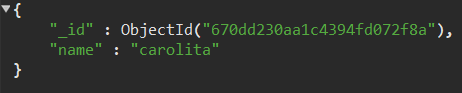 {
"_id" : ObjectId("670dd230aa1c4394fd072f8a"),
"name" : "carolita"
}